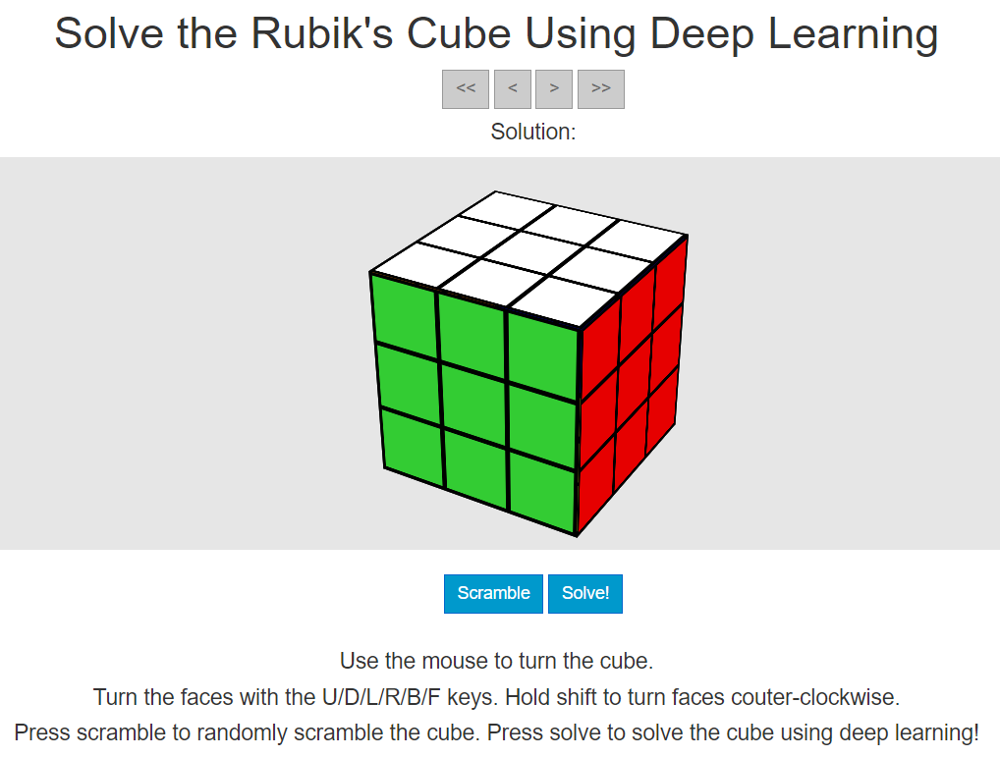 Solve the Rubik's Cube Using Deep Learning
<< < > >>
Solution:
Scramble Solve!
Use the mouse to turn the cube.
Turn the faces with the U/D/L/R/B/F keys. Hold shift to turn faces couter-clockwise.
Press scramble to randomly scramble the cube. Press solve to solve the cube using deep learning!